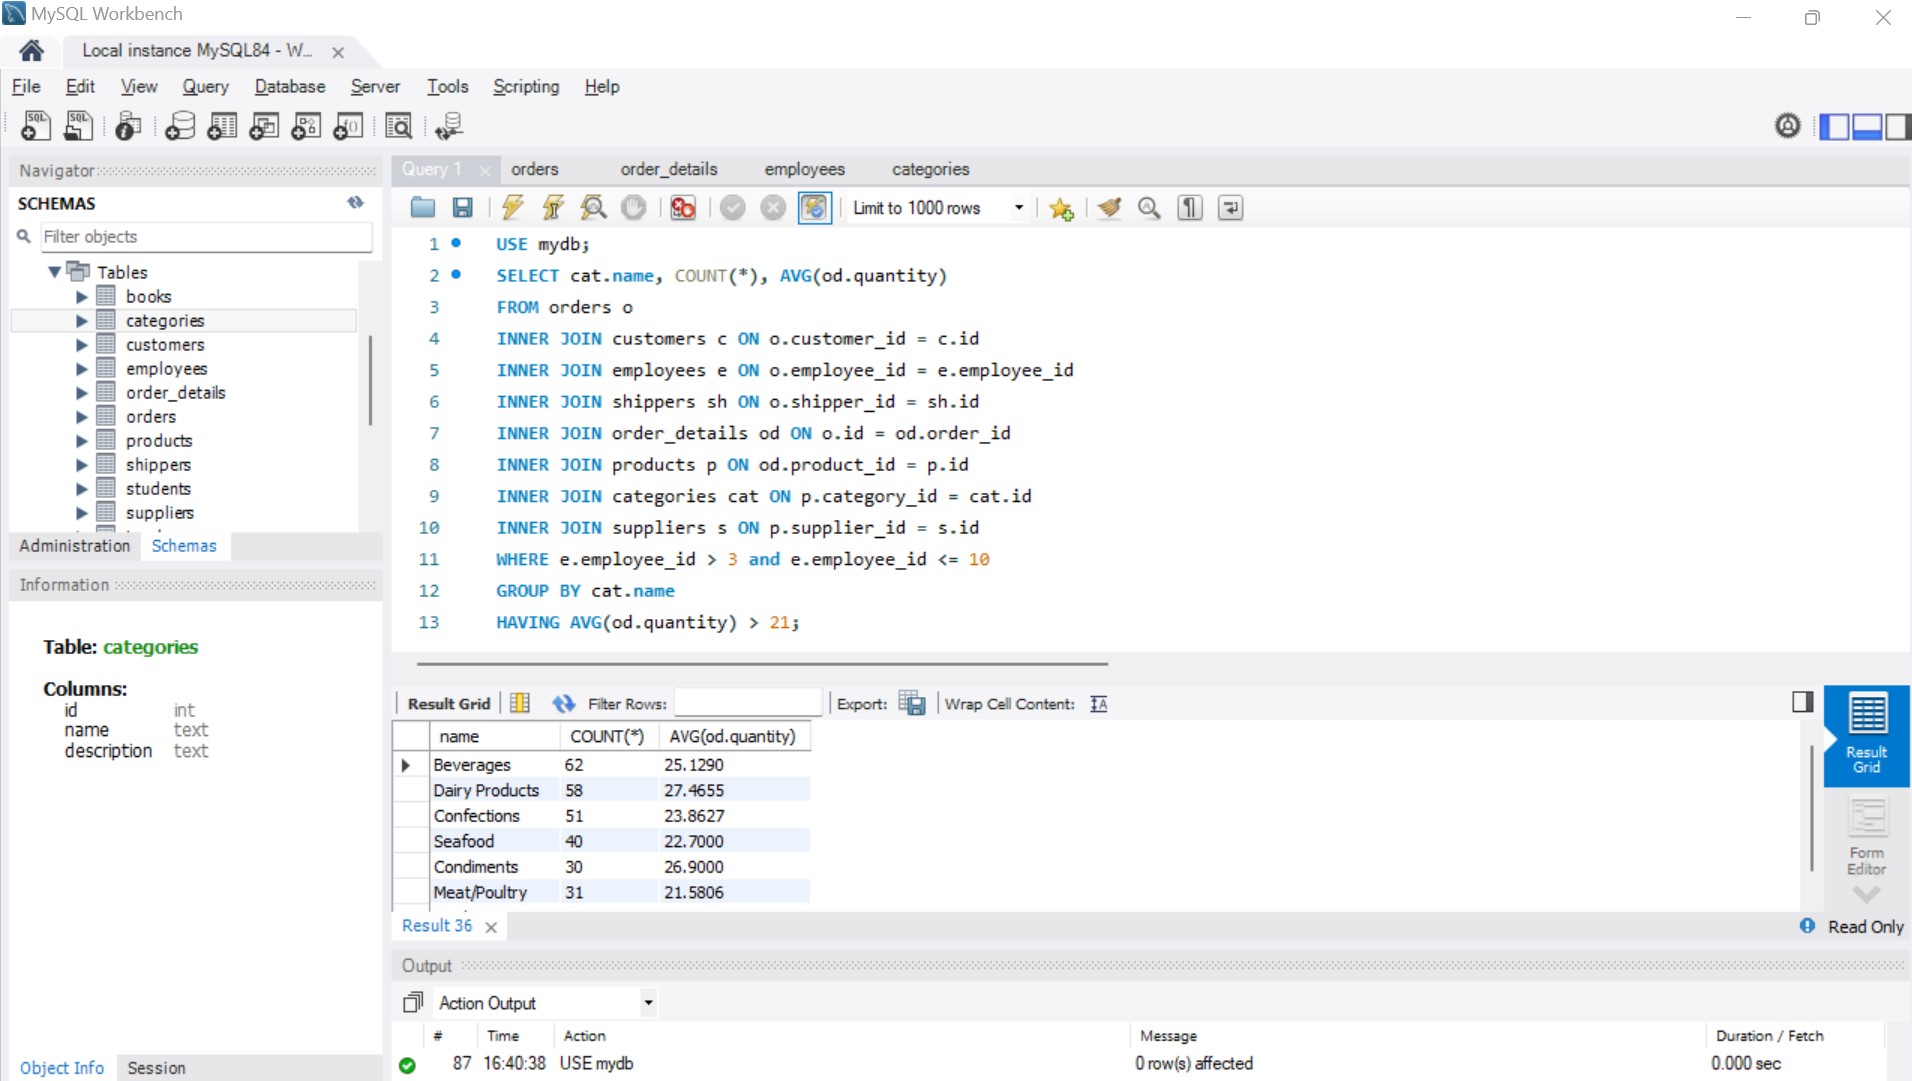 MySQL Workbench
Local instance MySQL84 - W...
File Edit View Query Database Server Tools Scripting Help
Navigator
SCHEMAS
Filter objects
Tables
books
categories
customers
employees
order_details
orders
products
shippers
students
suppliers
Administration Schemas
Information
Table: categories
Columns:
id int
name text
description text
Object Info Session
Query 1 orders order_details employees categories
Limit to 1000 rows
1 USE mydb;
2 SELECT cat.name, COUNT(*), AVG(od.quantity)
3 FROM orders o
4 INNER JOIN customers c ON o.customer_id = c.id
5 INNER JOIN employees e ON o.employee_id = e.employee_id
6 INNER JOIN shippers sh ON o.shipper_id = sh.id
7 INNER JOIN order_details od ON o.id = od.order_id
8 INNER JOIN products p ON od.product_id = p.id
9 INNER JOIN categories cat ON p.category_id = cat.id
10 INNER JOIN suppliers s ON p.supplier_id = s.id
11 WHERE e.employee_id > 3 and e.employee_id <= 10
12 GROUP BY cat.name
13 HAVING AVG(od.quantity) > 21;
Result Grid Filter Rows: Export: Wrap Cell Content:
name COUNT(*) AVG(od.quantity)
Beverages 62 25.1290
Dairy Products 58 27.4655
Confections 51 23.8627
Seafood 40 22.7000
Condiments 30 26.9000
Meat/Poultry 31 21.5806
Result
Grid
Form
Editor
Result 36
Read Only
Output
Action Output
# Time Action Message Duration / Fetch
87 16:40:38 USE mydb 0 row(s) affected 0.000 sec